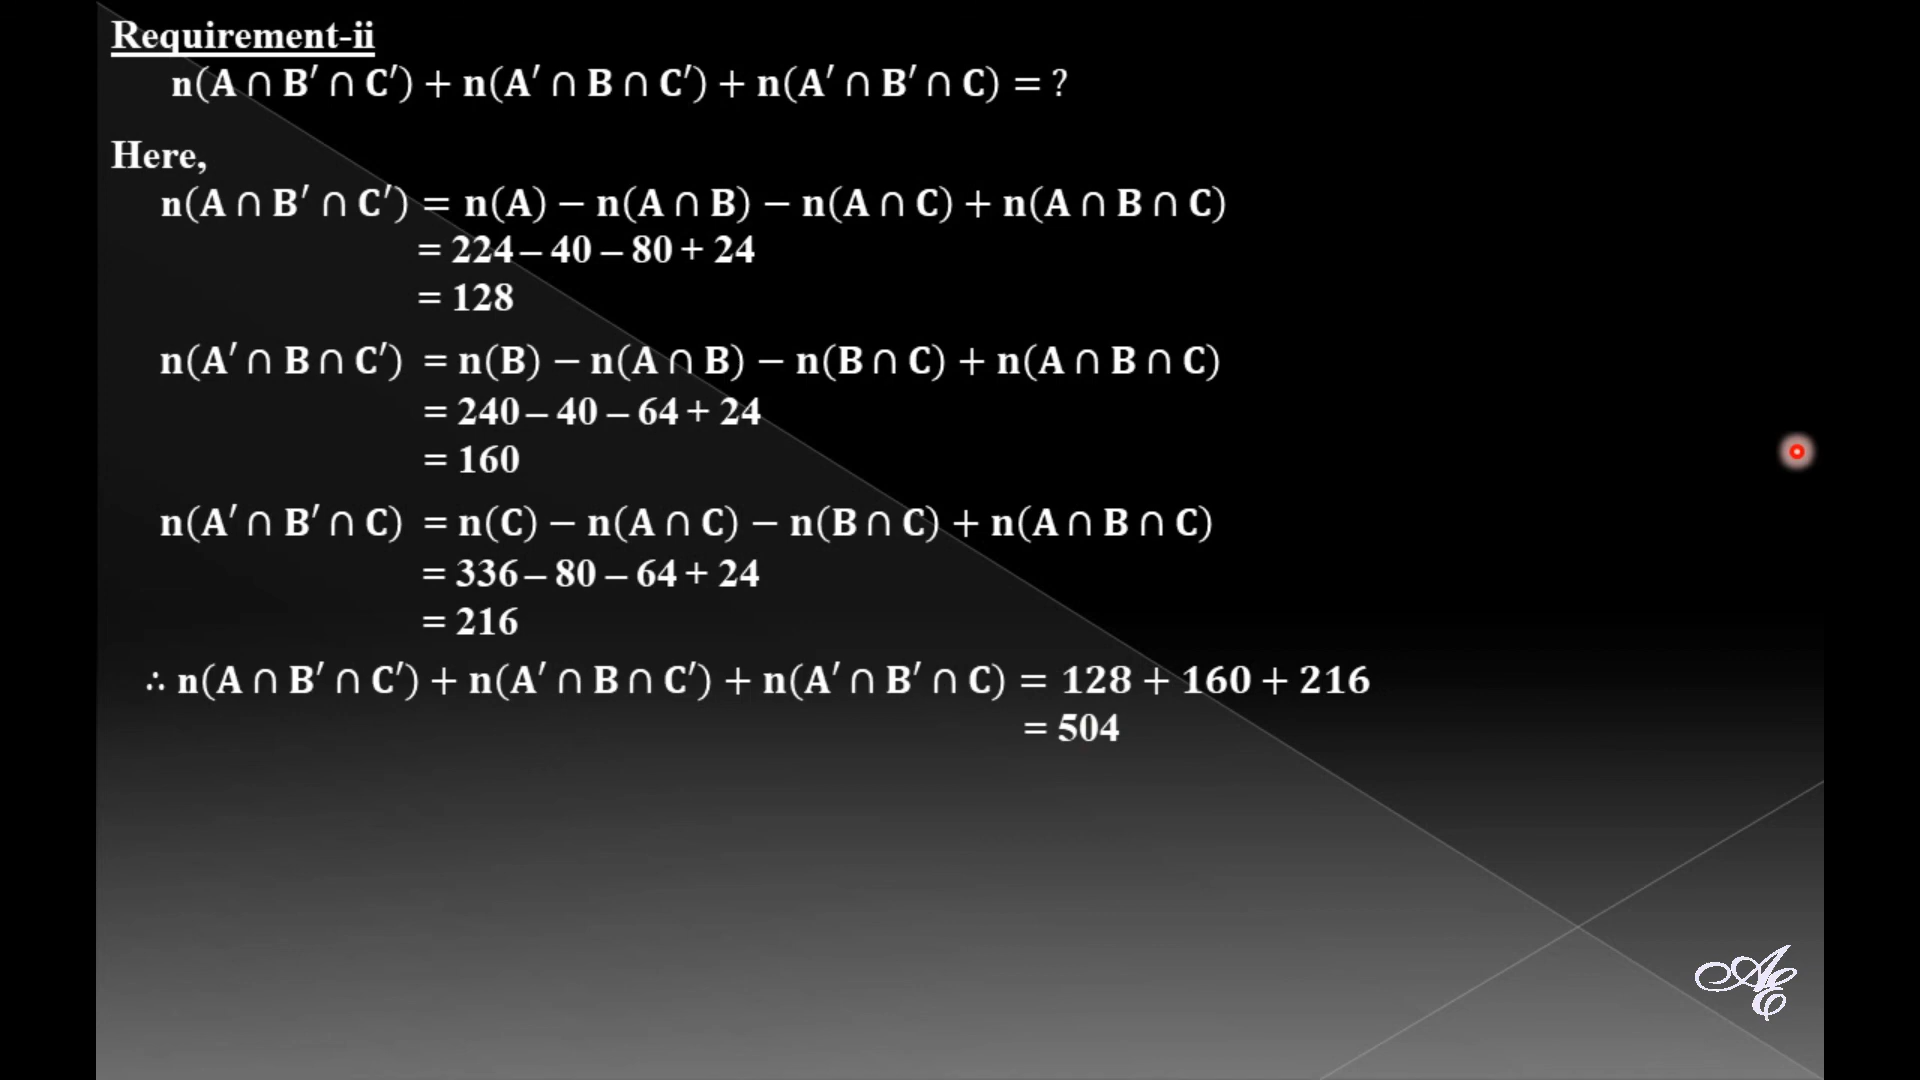 Requirement-ii
n(A ∩ B′ ∩ C′) + n(A′ ∩ B ∩ C′) + n(A′ ∩ B′ ∩ C) = ?
Here,
n(A ∩ B′ ∩ C′) = n(A) − n(A ∩ B) − n(A ∩ C) + n(A ∩ B ∩ C)
= 224 – 40 – 80 + 24
= 128
n(A′ ∩ B ∩ C′) = n(B) − n(A ∩ B) − n(B ∩ C) + n(A ∩ B ∩ C)
= 240 – 40 – 64 + 24
= 160
n(A′ ∩ B′ ∩ C) = n(C) − n(A ∩ C) − n(B ∩ C) + n(A ∩ B ∩ C)
= 336 – 80 – 64 + 24
= 216
∴ n(A ∩ B′ ∩ C′) + n(A′ ∩ B ∩ C′) + n(A′ ∩ B′ ∩ C) = 128 + 160 + 216
= 504
AE